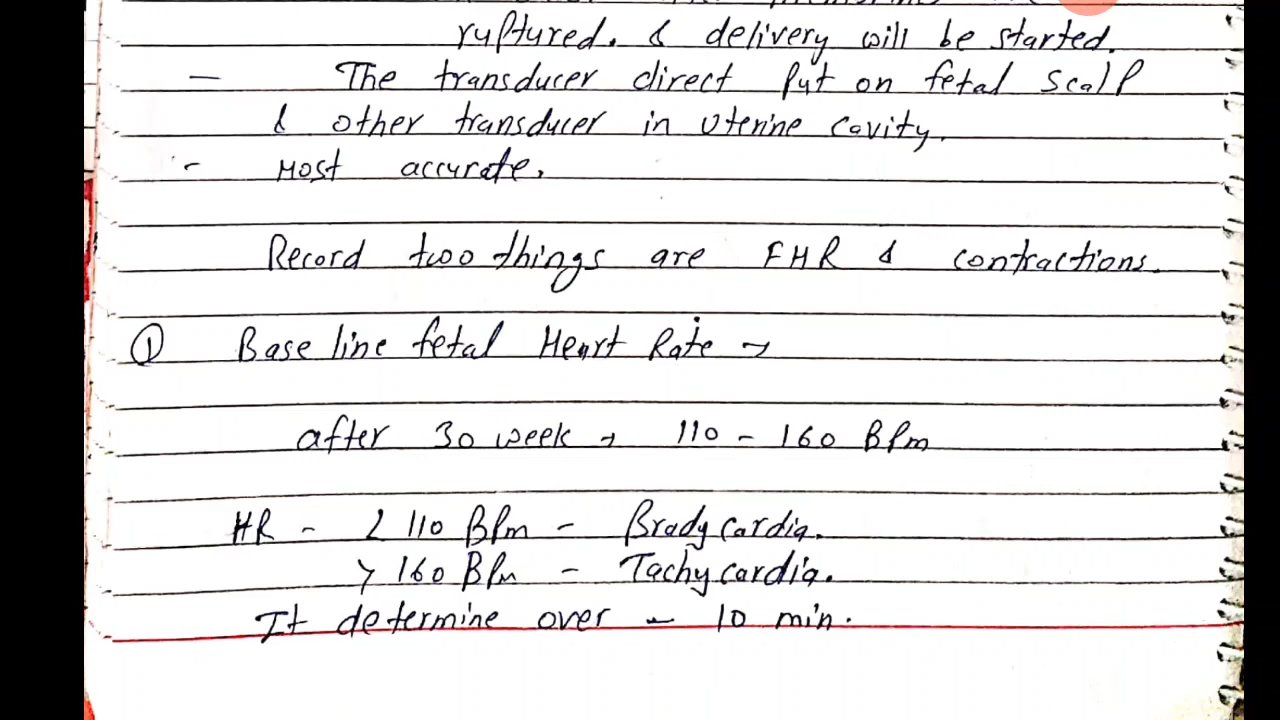 ruptured. & delivery will be started.
— The transducer direct put on fetal scalp
& other transducer in uterine cavity.
- Most accurate.
Record two things are FHR & contractions.
① Base line fetal Heart Rate →
after 30 week → 110 - 160 BPm
HR - < 110 BPm - Bradycardia.
> 160 BPm - Tachycardia.
It determine over - 10 min.